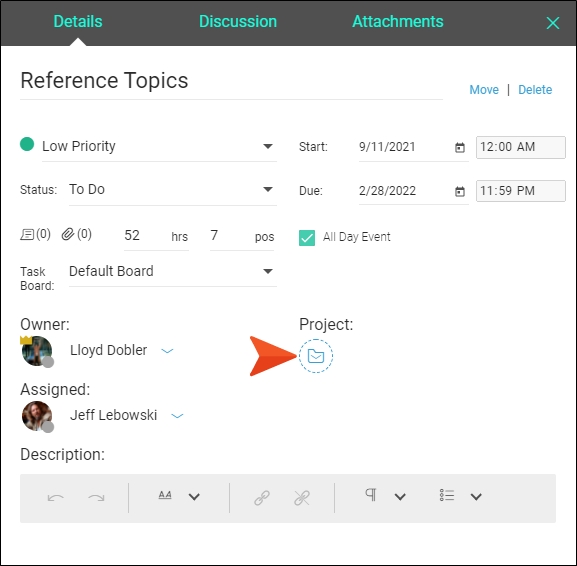 Details Discussion Attachments
Reference Topics
Move | Delete
Low Priority Start: 9/11/2021 12:00 AM
Status: To Do Due: 2/28/2022 11:59 PM
(0) (0) 52 hrs 7 pos All Day Event
Task Board: Default Board
Owner: Project:
Lloyd Dobler
Assigned:
Jeff Lebowski
Description:
AA